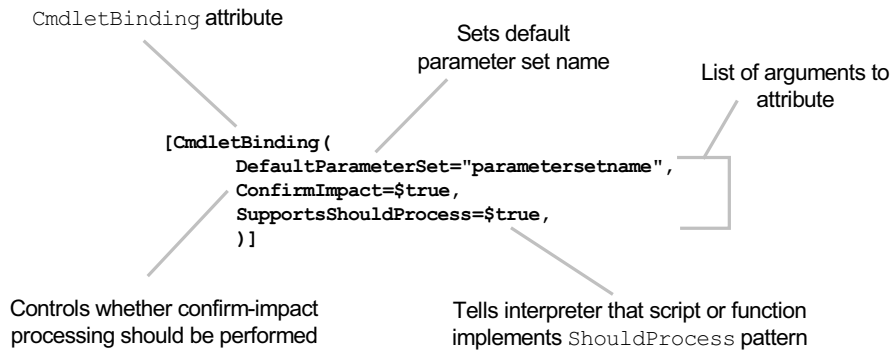 CmdletBinding attribute
Sets default
parameter set name
List of arguments to
attribute
[CmdletBinding(
DefaultParameterSet="parametersetname",
ConfirmImpact=$true,
SupportsShouldProcess=$true,
)]
Controls whether confirm-impact
processing should be performed
Tells interpreter that script or function
implements ShouldProcess pattern